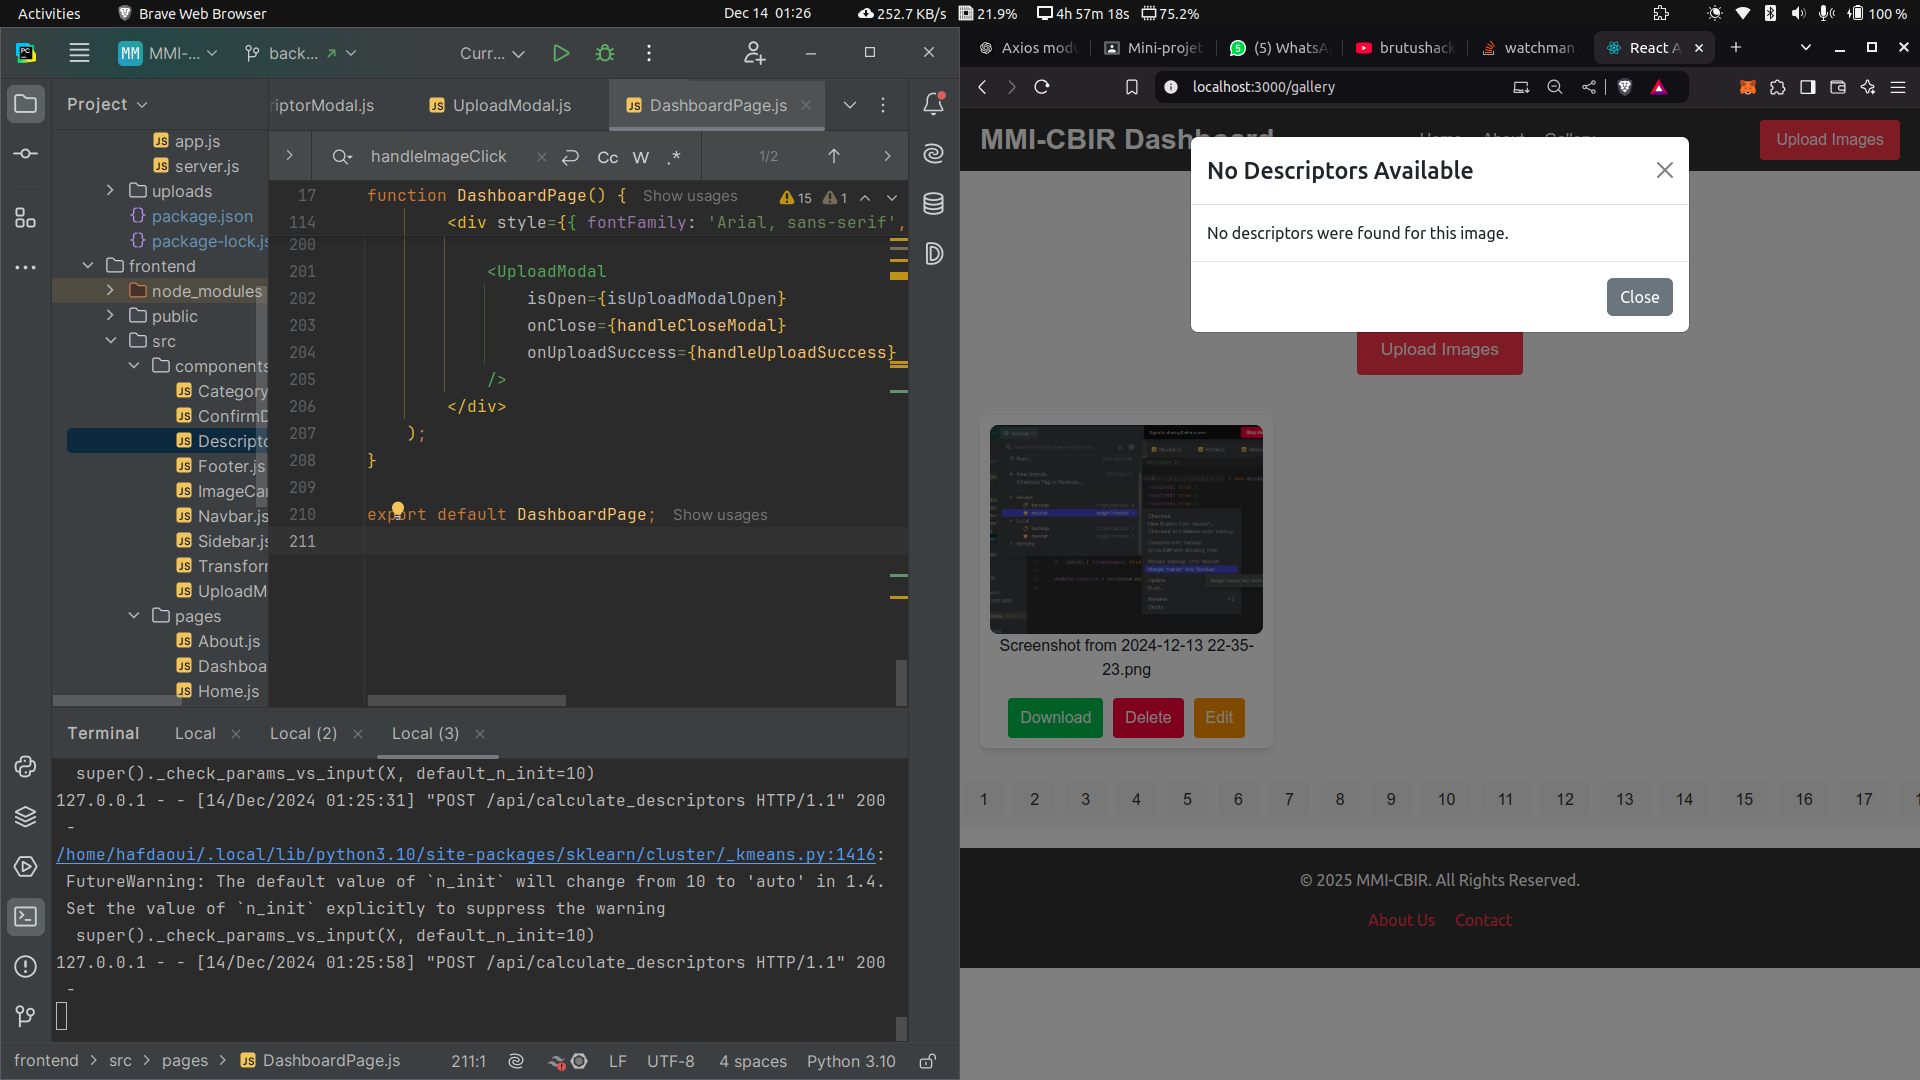 Activities
Brave Web Browser
Dec 14 01:26
252.7 KB/s
21.9%
4h 57m 18s
75.2%
100 %
PC
MM
MMI-...
back...
Curr...
Project
riptorModal.js
UploadModal.js
DashboardPage.js
handleImageClick
Cc W .*
1/2
app.js
server.js
uploads
package.json
package-lock.js
frontend
node_modules
public
src
components
Category
ConfirmD
Descripto
Footer.js
ImageCar
Navbar.js
Sidebar.js
Transforr
UploadM
pages
About.js
Dashboa
Home.js
17 function DashboardPage() { Show usages
15 1
114 <div style={{ fontFamily: 'Arial, sans-serif',
200
201 <UploadModal
202 isOpen={isUploadModalOpen}
203 onClose={handleCloseModal}
204 onUploadSuccess={handleUploadSuccess}
205 />
206 </div>
207 );
208 }
209
210 export default DashboardPage; Show usages
211
Terminal
Local
Local (2)
Local (3)
super()._check_params_vs_input(X, default_n_init=10)
127.0.0.1 - - [14/Dec/2024 01:25:31] "POST /api/calculate_descriptors HTTP/1.1" 200
-
/home/hafdaoui/.local/lib/python3.10/site-packages/sklearn/cluster/_kmeans.py:1416:
FutureWarning: The default value of `n_init` will change from 10 to 'auto' in 1.4.
Set the value of `n_init` explicitly to suppress the warning
super()._check_params_vs_input(X, default_n_init=10)
127.0.0.1 - - [14/Dec/2024 01:25:58] "POST /api/calculate_descriptors HTTP/1.1" 200
-
frontend > src > pages > DashboardPage.js
211:1
LF
UTF-8
4 spaces
Python 3.10
Axios modu
Mini-projet
(5) WhatsA
brutushack
watchman
React A
localhost:3000/gallery
MMI-CBIR Dashboard
Upload Images
No Descriptors Available
No descriptors were found for this image.
Close
Upload Images
Screenshot from 2024-12-13 22-35-
23.png
Download
Delete
Edit
1 2 3 4 5 6 7 8 9 10 11 12 13 14 15 16 17
© 2025 MMI-CBIR. All Rights Reserved.
About Us
Contact